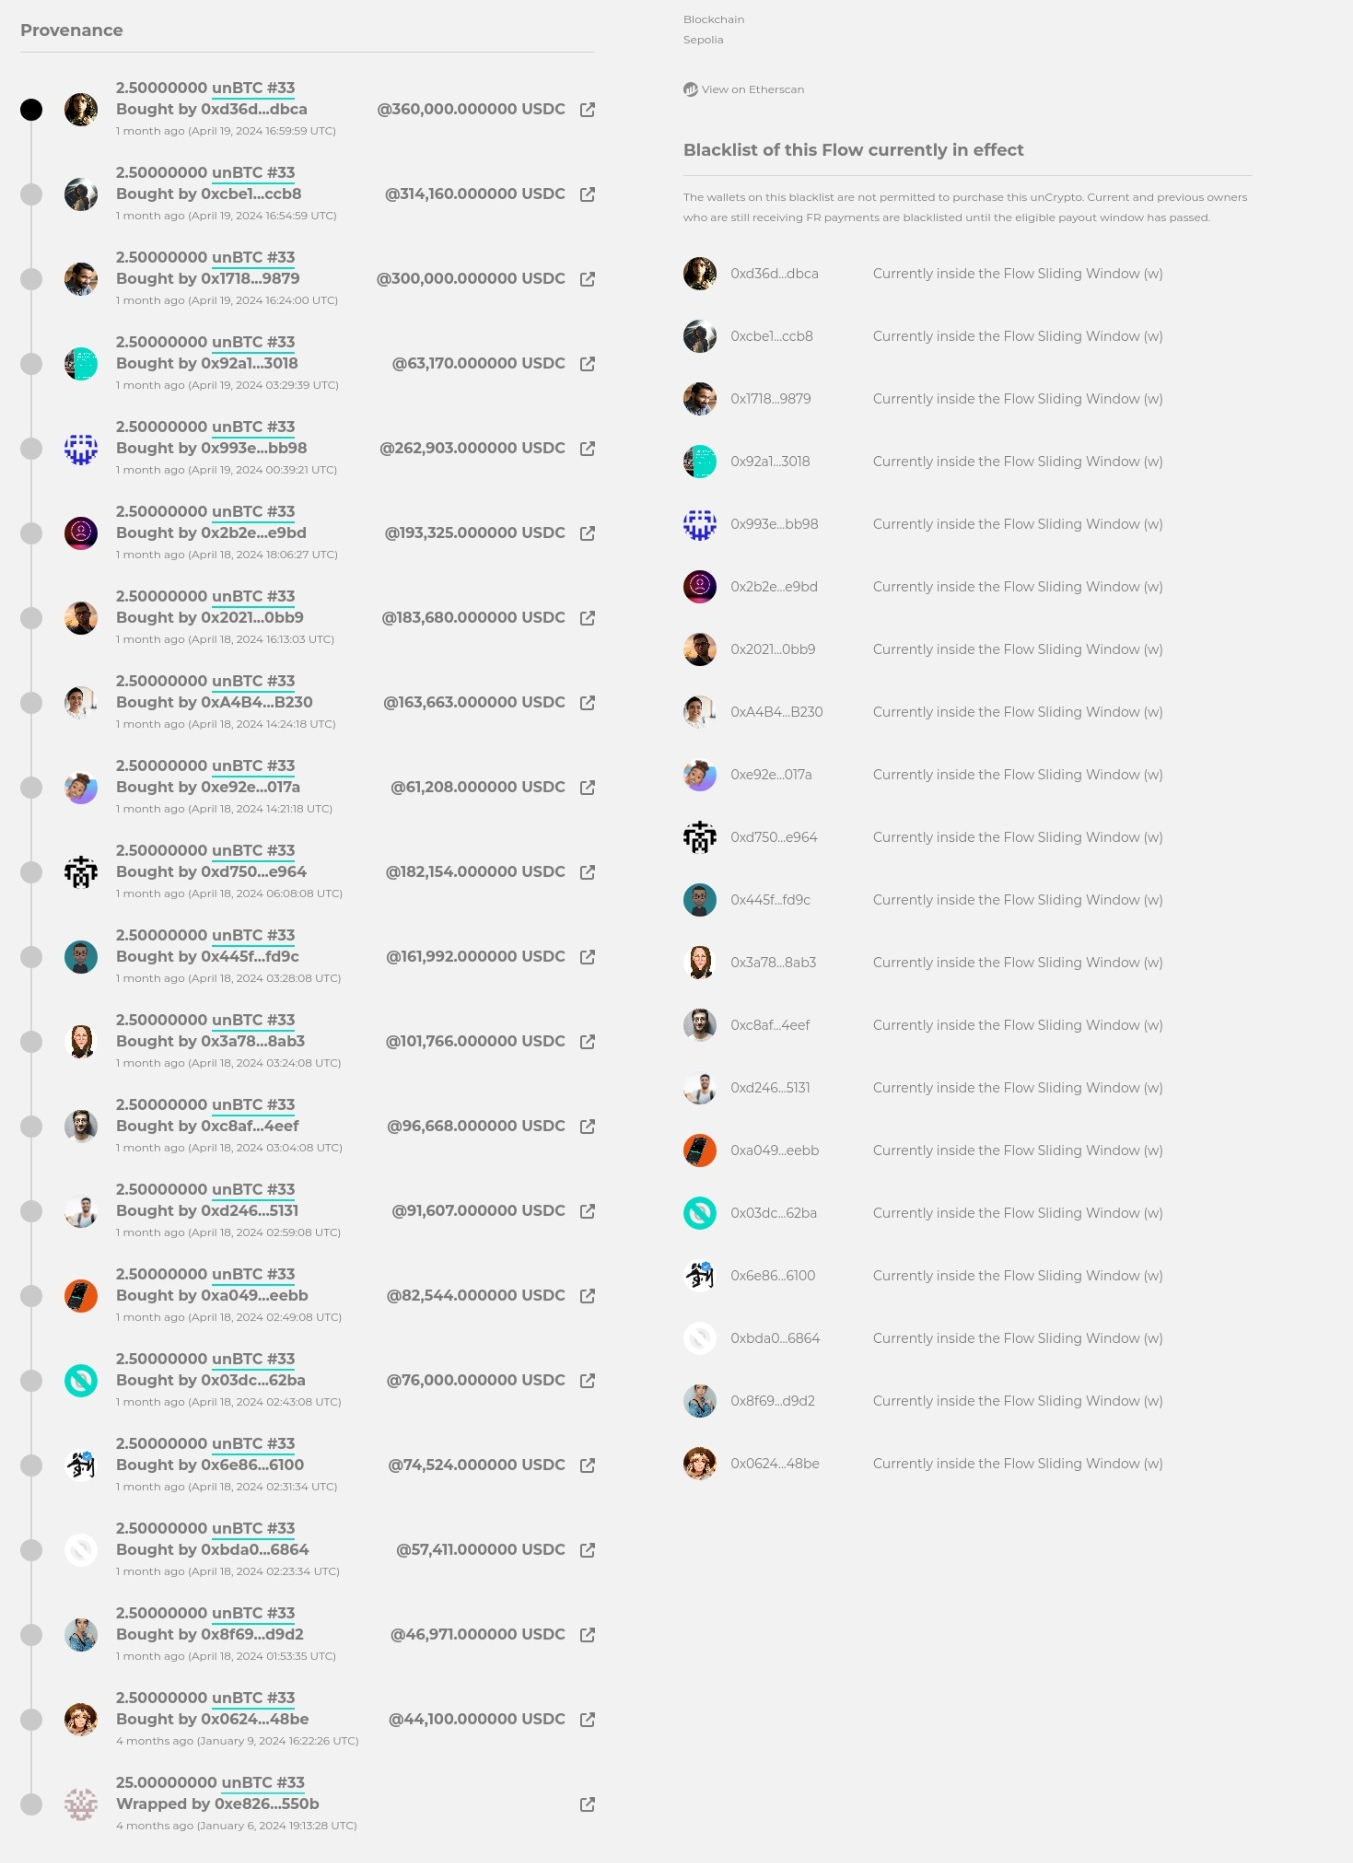 Provenance
2.50000000 unBTC #33
Bought by 0xd36d...dbca @360,000.000000 USDC
1 month ago (April 19, 2024 16:59:59 UTC)
2.50000000 unBTC #33
Bought by 0xcbe1...ccb8 @314,160.000000 USDC
1 month ago (April 19, 2024 16:54:59 UTC)
2.50000000 unBTC #33
Bought by 0x1718...9879 @300,000.000000 USDC
1 month ago (April 19, 2024 16:24:00 UTC)
2.50000000 unBTC #33
Bought by 0x92a1...3018 @63,170.000000 USDC
1 month ago (April 19, 2024 03:29:39 UTC)
2.50000000 unBTC #33
Bought by 0x993e...bb98 @262,903.000000 USDC
1 month ago (April 19, 2024 00:39:21 UTC)
2.50000000 unBTC #33
Bought by 0x2b2e...e9bd @193,325.000000 USDC
1 month ago (April 18, 2024 18:06:27 UTC)
2.50000000 unBTC #33
Bought by 0x2021...0bb9 @183,680.000000 USDC
1 month ago (April 18, 2024 16:13:03 UTC)
2.50000000 unBTC #33
Bought by 0xA4B4...B230 @163,663.000000 USDC
1 month ago (April 18, 2024 14:24:18 UTC)
2.50000000 unBTC #33
Bought by 0xe92e...017a @61,208.000000 USDC
1 month ago (April 18, 2024 14:21:18 UTC)
2.50000000 unBTC #33
Bought by 0xd750...e964 @182,154.000000 USDC
1 month ago (April 18, 2024 06:08:08 UTC)
2.50000000 unBTC #33
Bought by 0x445f...fd9c @161,992.000000 USDC
1 month ago (April 18, 2024 03:28:08 UTC)
2.50000000 unBTC #33
Bought by 0x3a78...8ab3 @101,766.000000 USDC
1 month ago (April 18, 2024 03:24:08 UTC)
2.50000000 unBTC #33
Bought by 0xc8af...4eef @96,668.000000 USDC
1 month ago (April 18, 2024 03:04:08 UTC)
2.50000000 unBTC #33
Bought by 0xd246...5131 @91,607.000000 USDC
1 month ago (April 18, 2024 02:59:08 UTC)
2.50000000 unBTC #33
Bought by 0xa049...eebb @82,544.000000 USDC
1 month ago (April 18, 2024 02:49:08 UTC)
2.50000000 unBTC #33
Bought by 0x03dc...62ba @76,000.000000 USDC
1 month ago (April 18, 2024 02:43:08 UTC)
2.50000000 unBTC #33
Bought by 0x6e86...6100 @74,524.000000 USDC
1 month ago (April 18, 2024 02:31:34 UTC)
2.50000000 unBTC #33
Bought by 0xbda0...6864 @57,411.000000 USDC
1 month ago (April 18, 2024 02:23:34 UTC)
2.50000000 unBTC #33
Bought by 0x8f69...d9d2 @46,971.000000 USDC
1 month ago (April 18, 2024 01:53:35 UTC)
2.50000000 unBTC #33
Bought by 0x0624...48be @44,100.000000 USDC
4 months ago (January 9, 2024 16:22:26 UTC)
25.00000000 unBTC #33
Wrapped by 0xe826...550b
4 months ago (January 6, 2024 19:13:28 UTC)
Blockchain
Sepolia
View on Etherscan
Blacklist of this Flow currently in effect
The wallets on this blacklist are not permitted to purchase this unCrypto. Current and previous owners
who are still receiving FR payments are blacklisted until the eligible payout window has passed.
0xd36d...dbca Currently inside the Flow Sliding Window (w)
0xcbe1...ccb8 Currently inside the Flow Sliding Window (w)
0x1718...9879 Currently inside the Flow Sliding Window (w)
0x92a1...3018 Currently inside the Flow Sliding Window (w)
0x993e...bb98 Currently inside the Flow Sliding Window (w)
0x2b2e...e9bd Currently inside the Flow Sliding Window (w)
0x2021...0bb9 Currently inside the Flow Sliding Window (w)
0xA4B4...B230 Currently inside the Flow Sliding Window (w)
0xe92e...017a Currently inside the Flow Sliding Window (w)
0xd750...e964 Currently inside the Flow Sliding Window (w)
0x445f...fd9c Currently inside the Flow Sliding Window (w)
0x3a78...8ab3 Currently inside the Flow Sliding Window (w)
0xc8af...4eef Currently inside the Flow Sliding Window (w)
0xd246...5131 Currently inside the Flow Sliding Window (w)
0xa049...eebb Currently inside the Flow Sliding Window (w)
0x03dc...62ba Currently inside the Flow Sliding Window (w)
0x6e86...6100 Currently inside the Flow Sliding Window (w)
0xbda0...6864 Currently inside the Flow Sliding Window (w)
0x8f69...d9d2 Currently inside the Flow Sliding Window (w)
0x0624...48be Currently inside the Flow Sliding Window (w)